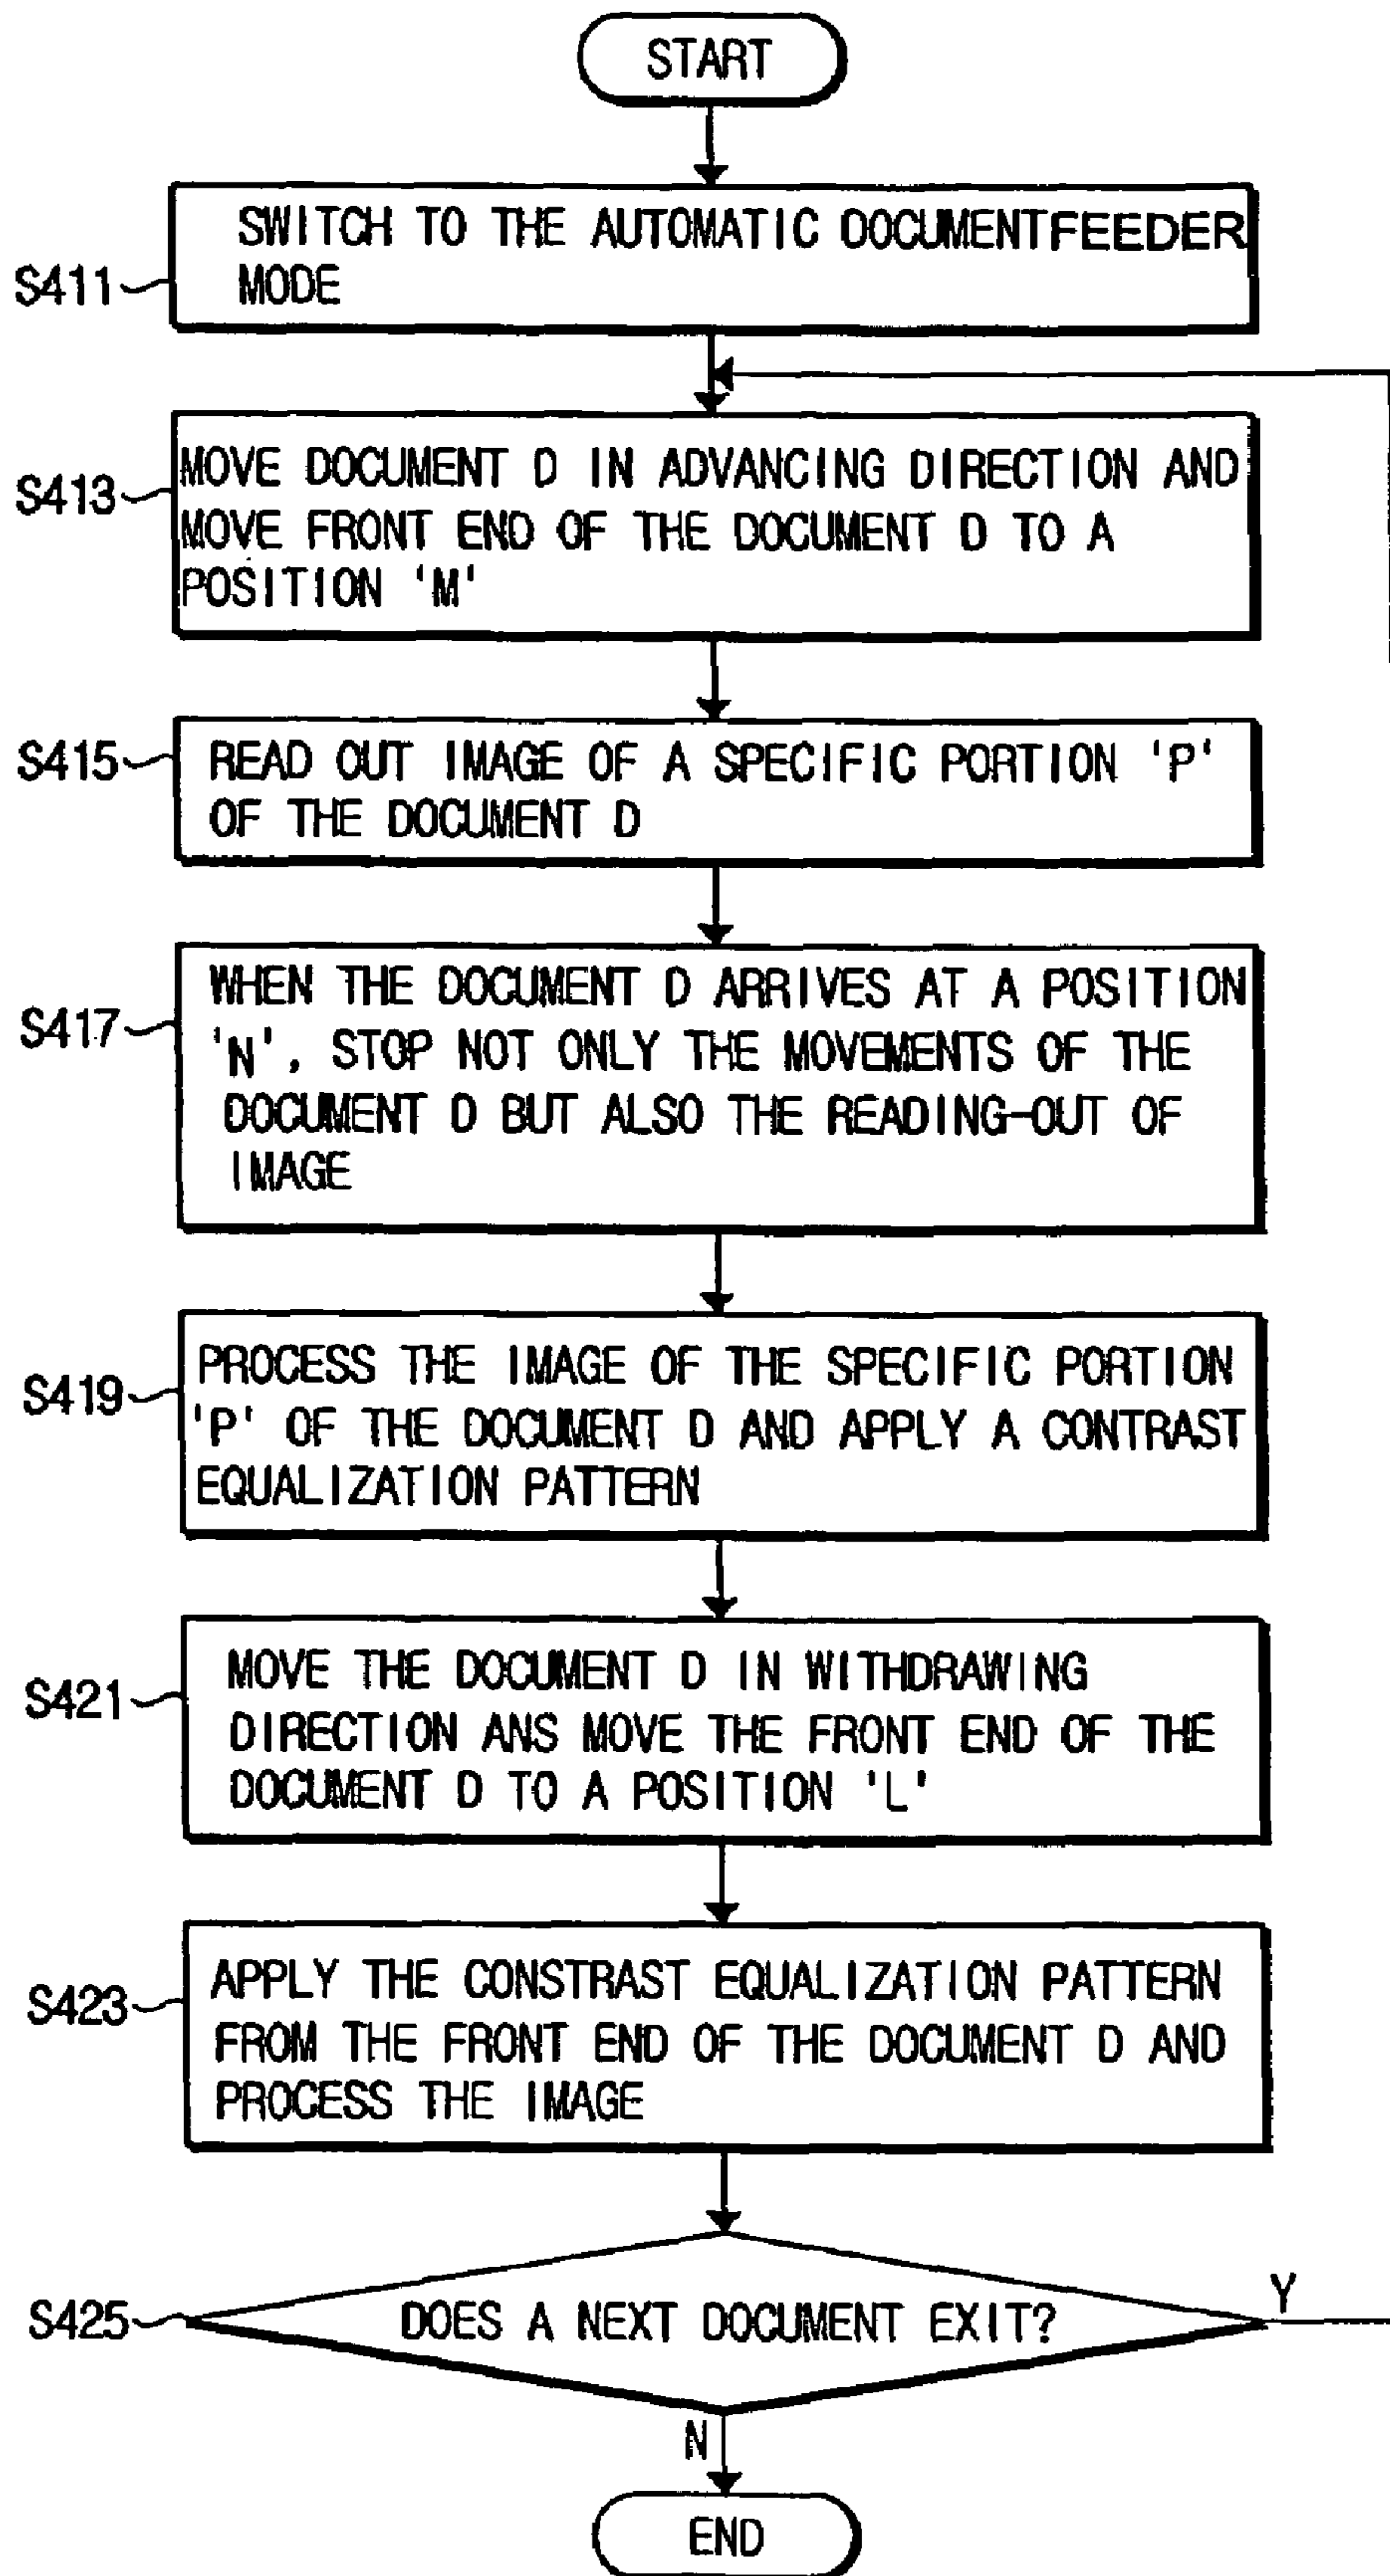 START
S411
SWITCH TO THE AUTOMATIC DOCUMENTFEEDER
MODE
S413
MOVE DOCUMENT D IN ADVANCING DIRECTION AND
MOVE FRONT END OF THE DOCUMENT D TO A
POSITION 'M'
S415
READ OUT IMAGE OF A SPECIFIC PORTION 'P'
OF THE DOCUMENT D
S417
WHEN THE DOCUMENT D ARRIVES AT A POSITION
'N', STOP NOT ONLY THE MOVEMENTS OF THE
DOCUMENT D BUT ALSO THE READING-OUT OF
IMAGE
S419
PROCESS THE IMAGE OF THE SPECIFIC PORTION
'P' OF THE DOCUMENT D AND APPLY A CONTRAST
EQUALIZATION PATTERN
S421
MOVE THE DOCUMENT D IN WITHDRAWING
DIRECTION ANS MOVE THE FRONT END OF THE
DOCUMENT D TO A POSITION 'L'
S423
APPLY THE CONSTRAST EQUALIZATION PATTERN
FROM THE FRONT END OF THE DOCUMENT D AND
PROCESS THE IMAGE
S425
DOES A NEXT DOCUMENT EXIT?
Y
N
END